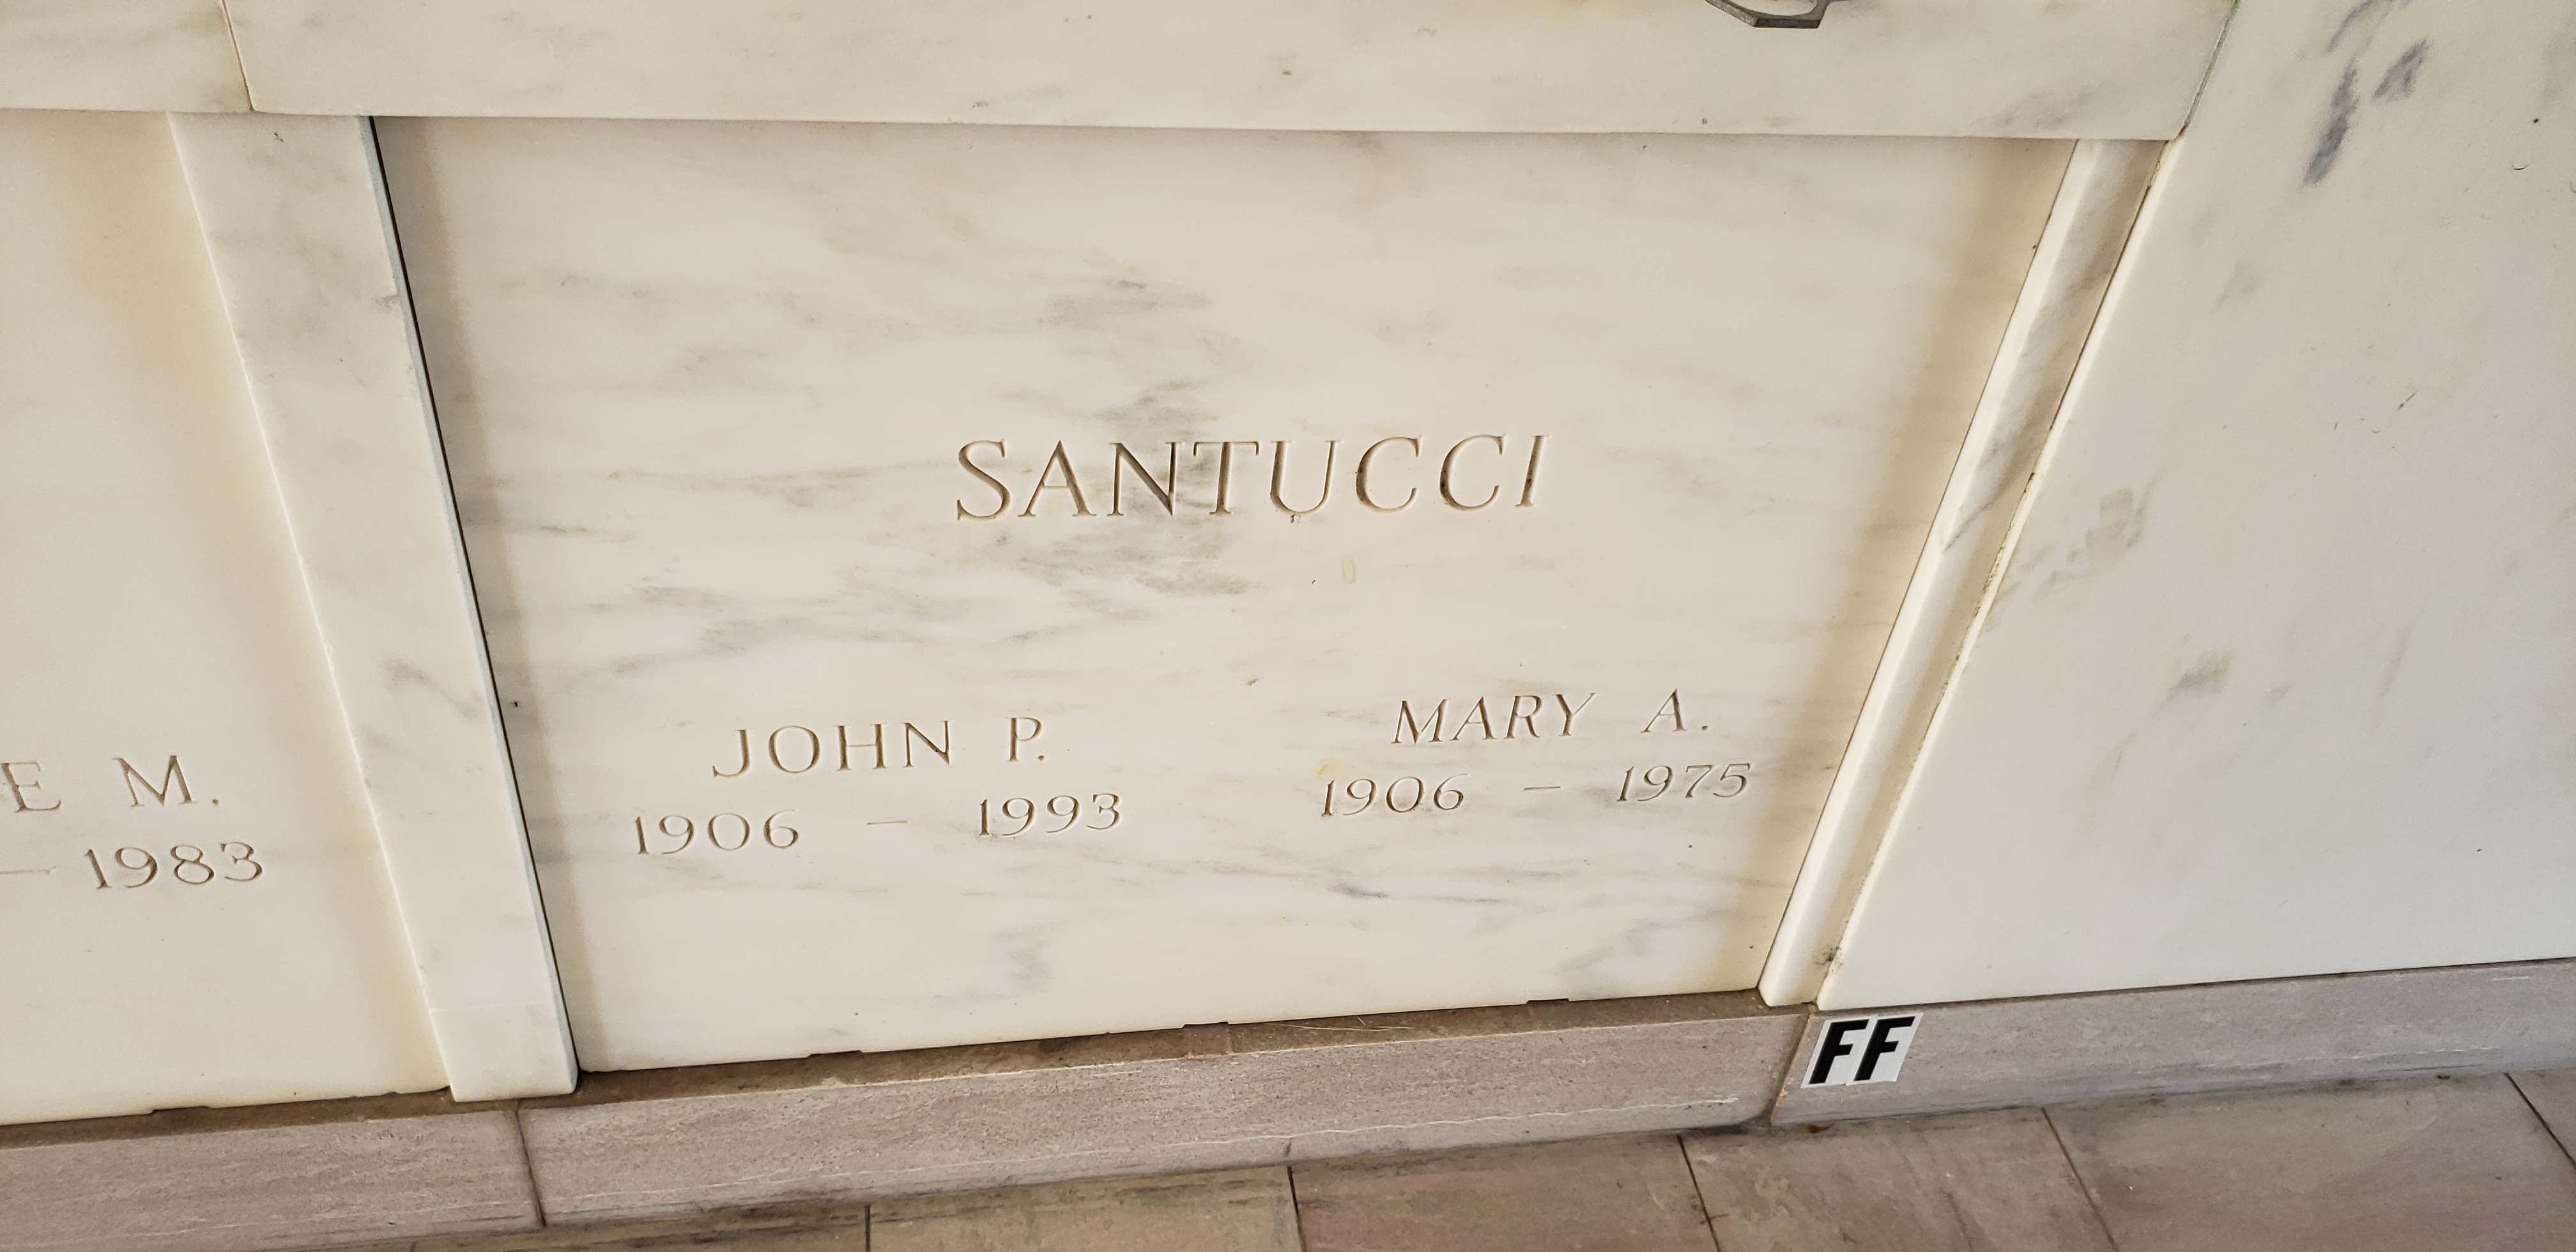 SANTUCCI
JOHN P.
1906 – 1993
MARY A.
1906 – 1975
E M.
– 1983
FF